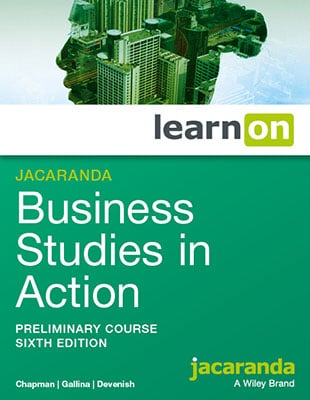 learnon
JACARANDA
Business
Studies in
Action
PRELIMINARY COURSE
SIXTH EDITION
Chapman | Gallina | Devenish
jacaranda
A Wiley Brand